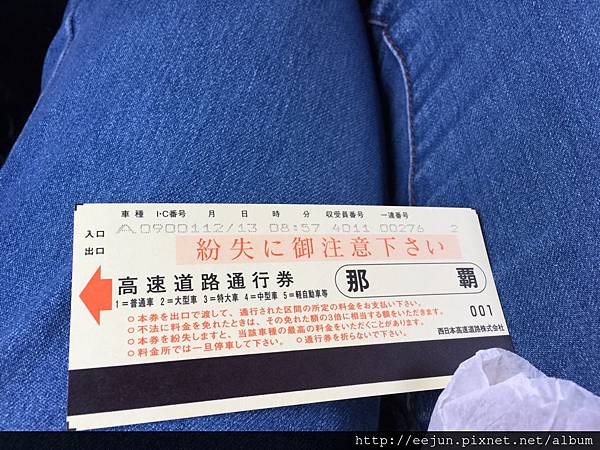 車種 I・C番号 月 日 時 分 収受員番号 一連番号
入口 A 0900112/13 08:57 4011 00276 2
出口
紛失に御注意下さい
高速道路通行券
那覇
1=普通車 2=大型車 3=特大車 4=中型車 5=軽自動車等
001
○本券を出口で渡して、通行された区間の所定の料金をお支払い下さい。
○不法に料金を免れたときは、その免れた額の3倍に相当する額をいただきます。
○本券を紛失しますと、当該車種の最高の料金をいただくことがあります。
○料金所では一旦停車して下さい。 ○通行券を折らないで下さい。
西日本高速道路株式会社
http://eejun.pixnet.net/album